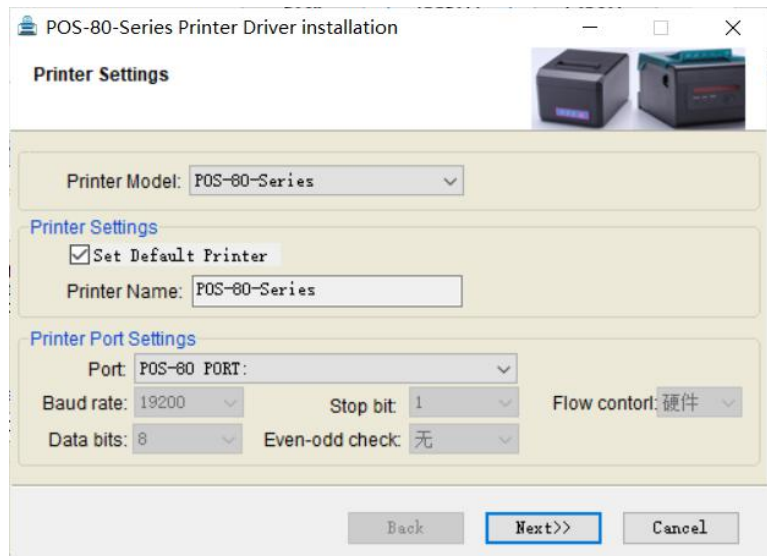 POS-80-Series Printer Driver installation
Printer Settings
Printer Model: POS-80-Series
Printer Settings
Set Default Printer
Printer Name: POS-80-Series
Printer Port Settings
Port: POS-80 PORT:
Baud rate: 19200 Stop bit: 1 Flow contorl: 硬件
Data bits: 8 Even-odd check: 无
Back Next>> Cancel